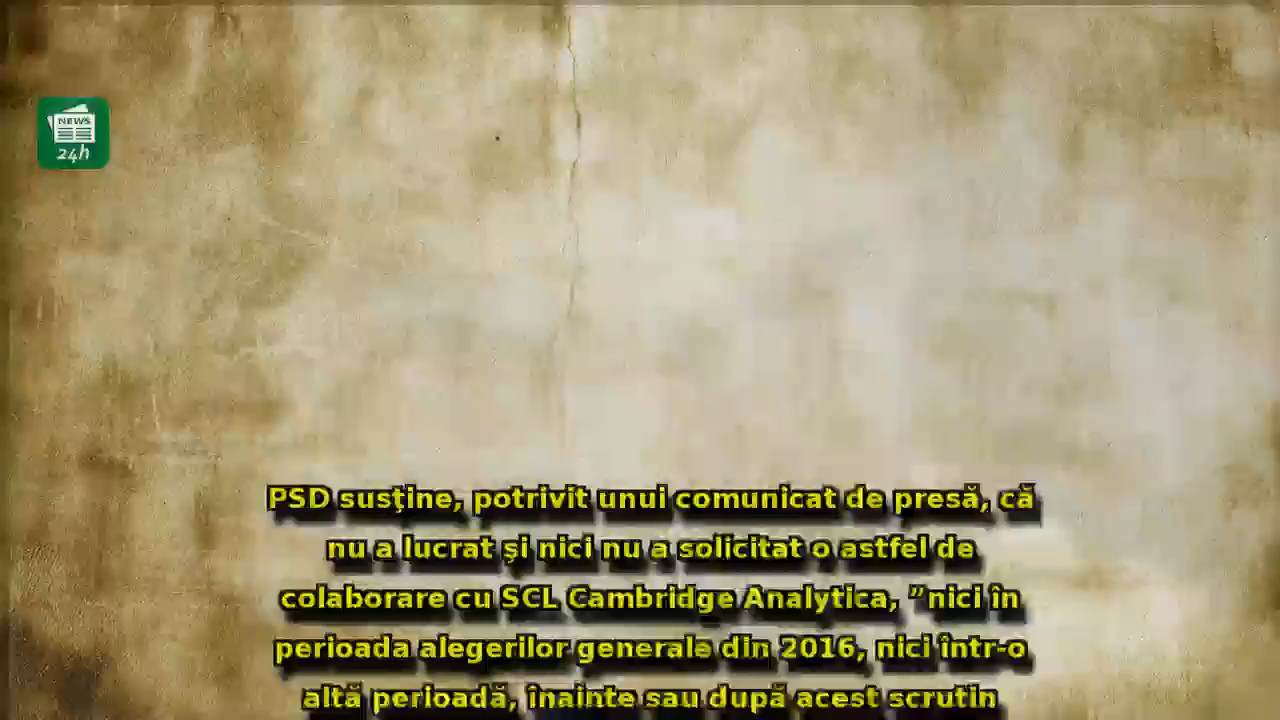 NEWS
24h
PSD susţine, potrivit unui comunicat de presă, că
nu a lucrat şi nici nu a solicitat o astfel de
colaborare cu SCL Cambridge Analytica, ”nici în
perioada alegerilor generale din 2016, nici într-o
altă perioadă, înainte sau după acest scrutin